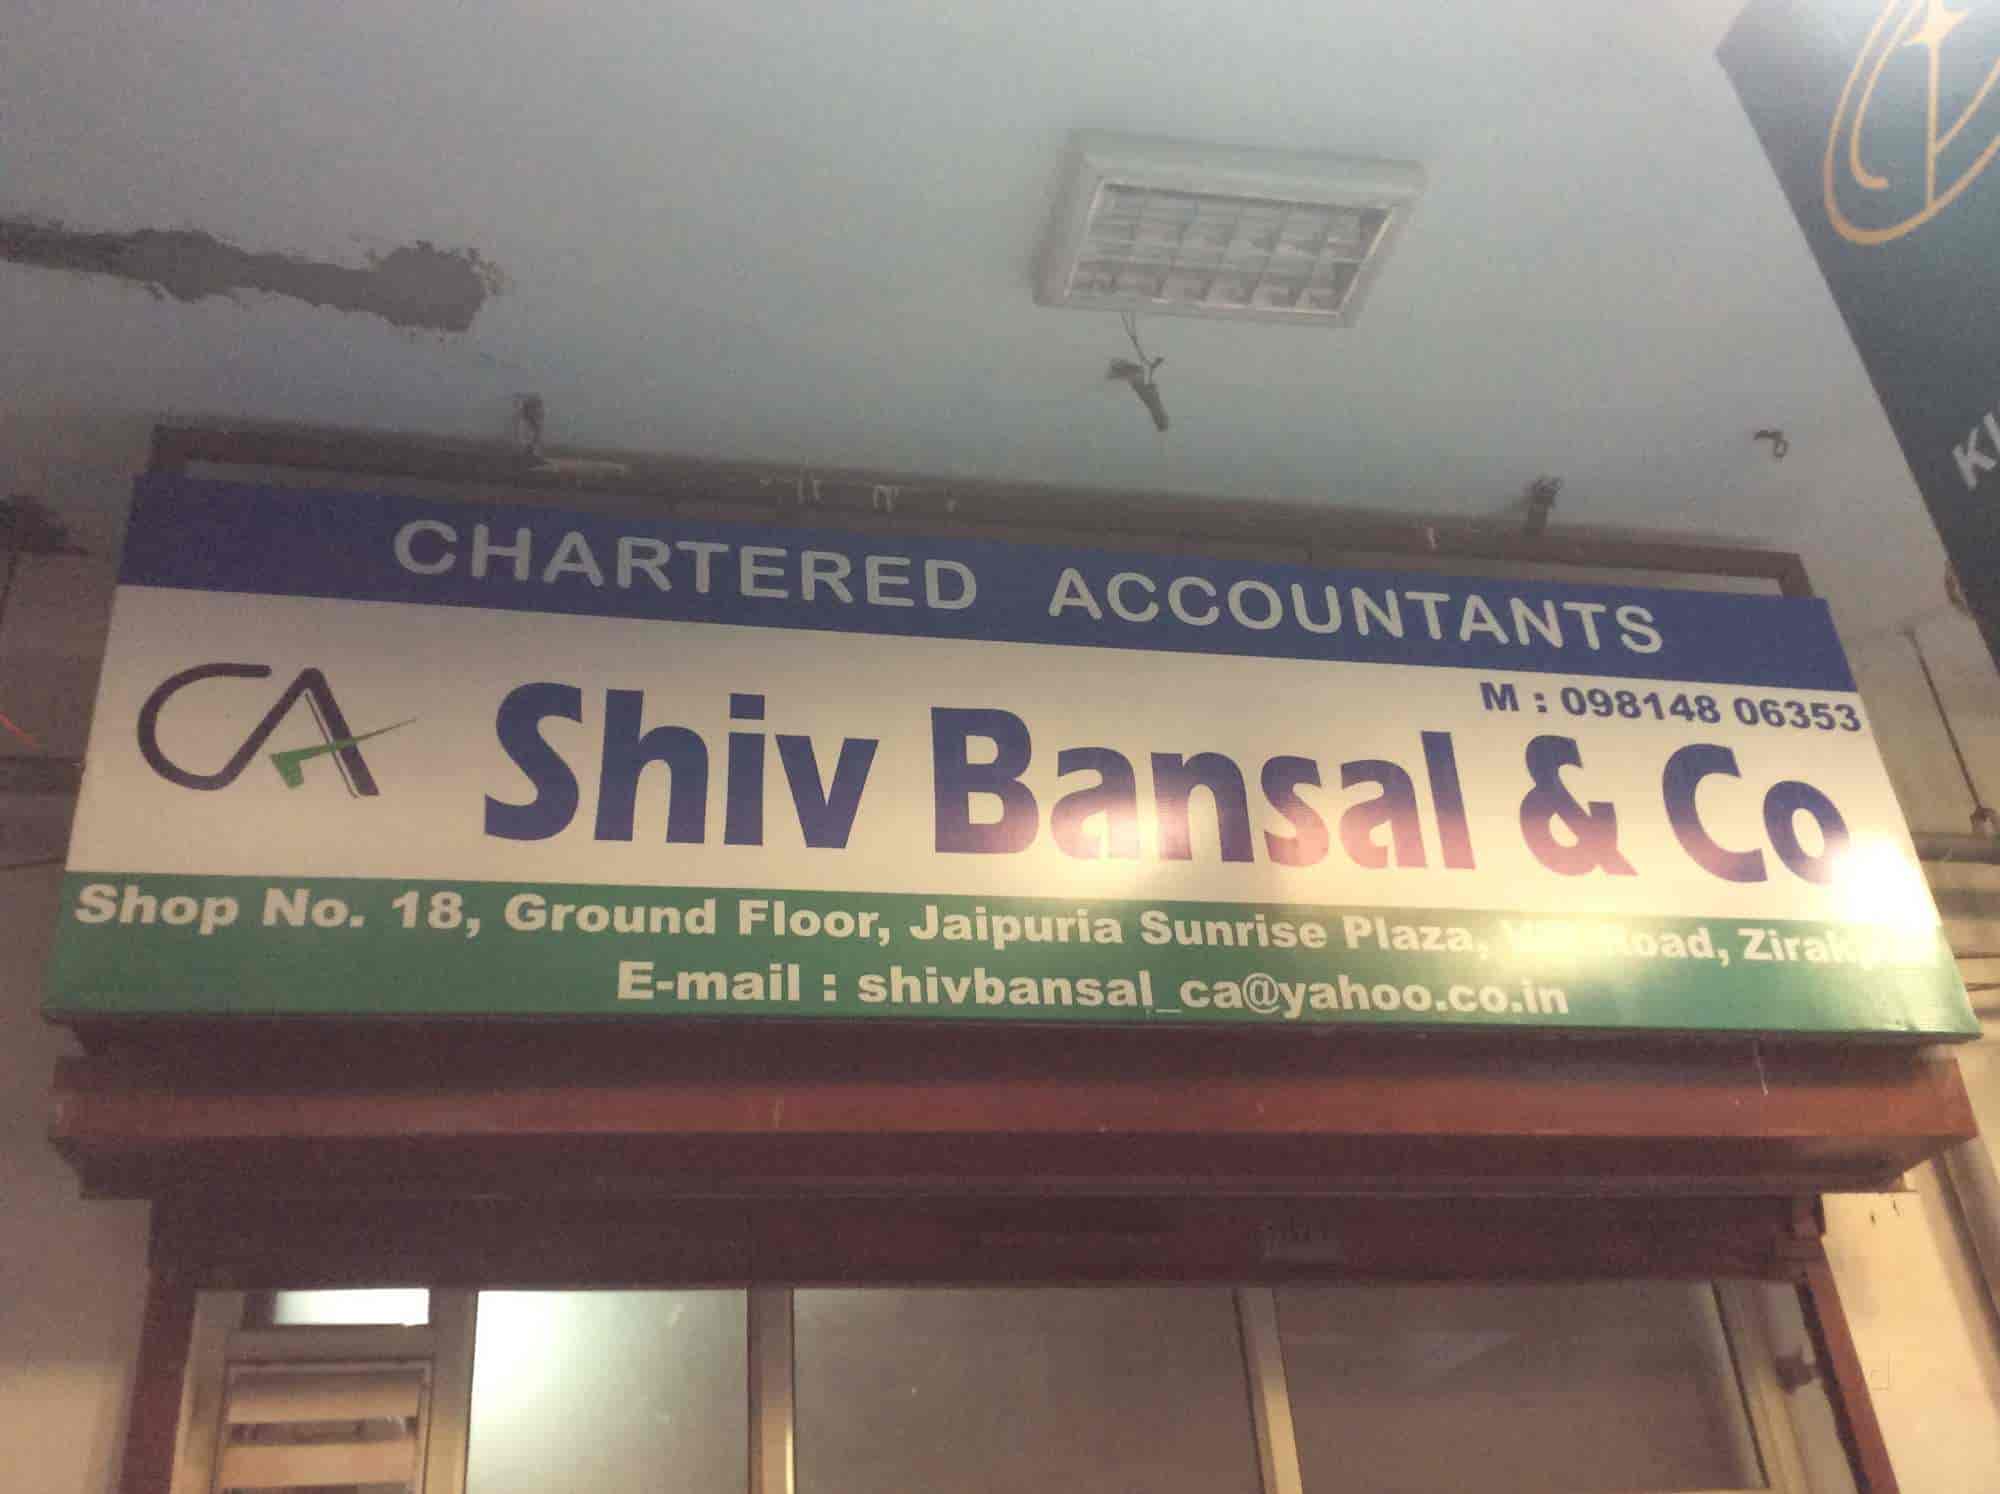 CHARTERED ACCOUNTANTS
M : 098148 06353
CA Shiv Bansal & Co
Shop No. 18, Ground Floor, Jaipuria Sunrise Plaza, Road,
E-mail : shivbansal_ca@yahoo.co.in